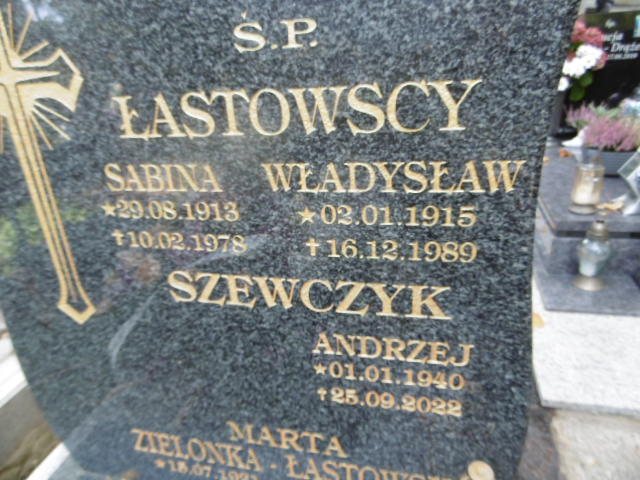 Ś.P.
ŁASTOWSCY
SABINA WŁADYSŁAW
★29.08.1913 ★02.01.1915
✝10.02.1978 ✝16.12.1989
SZEWCZYK
ANDRZEJ
★01.01.1940
✝25.09.2022
MARTA
ZIELONKA -